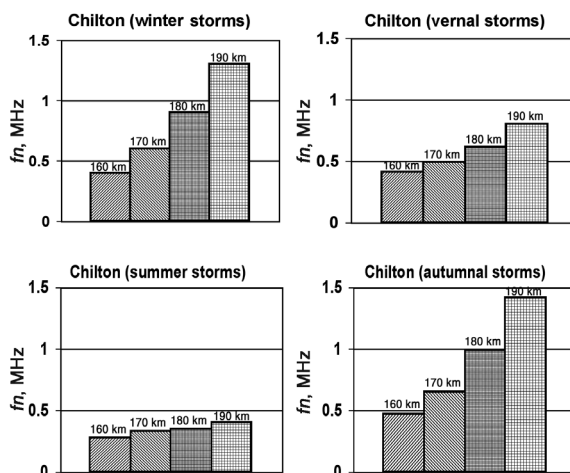 Chilton (winter storms)
1.5
1
0.5
0
fn, MHz
160 km
170 km
180 km
190 km
Chilton (vernal storms)
1.5
1
0.5
0
fn, MHz
160 km
170 km
180 km
190 km
Chilton (summer storms)
1.5
1
0.5
0
fn, MHz
160 km
170 km
180 km
190 km
Chilton (autumnal storms)
1.5
1
0.5
0
fn, MHz
160 km
170 km
180 km
190 km